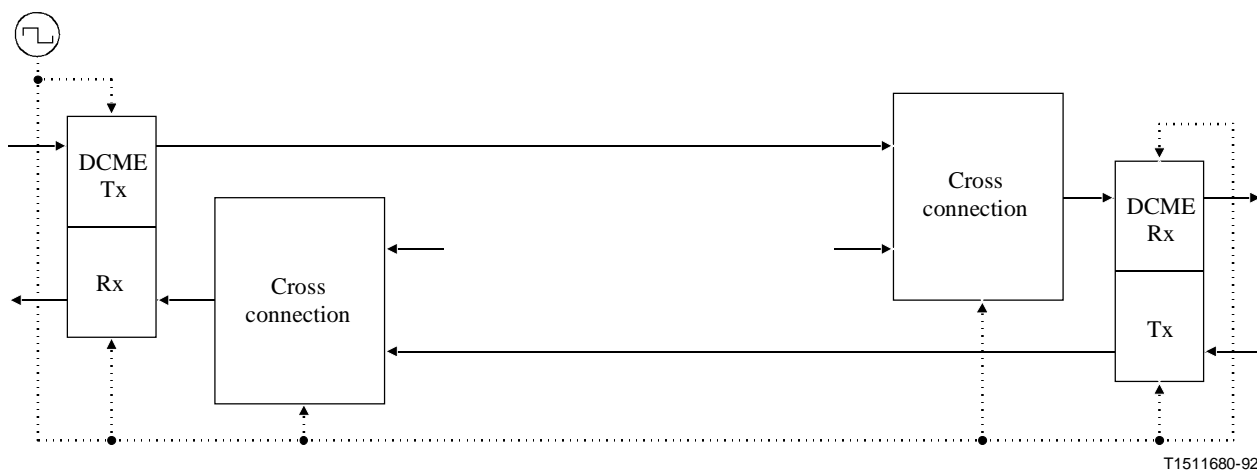 DCME
Tx
Rx
Cross
connection
Cross
connection
DCME
Rx
Tx
T1511680-92